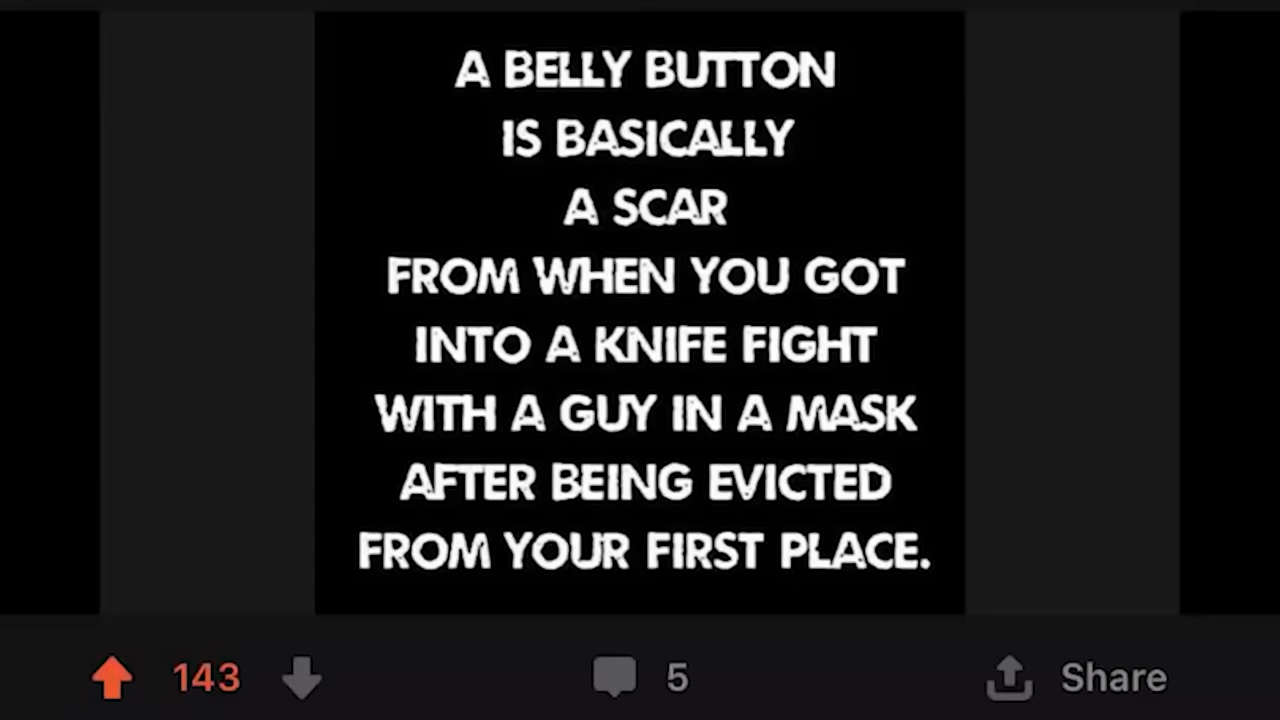 A BELLY BUTTON
IS BASICALLY
A SCAR
FROM WHEN YOU GOT
INTO A KNIFE FIGHT
WITH A GUY IN A MASK
AFTER BEING EVICTED
FROM YOUR FIRST PLACE.
143 5 Share